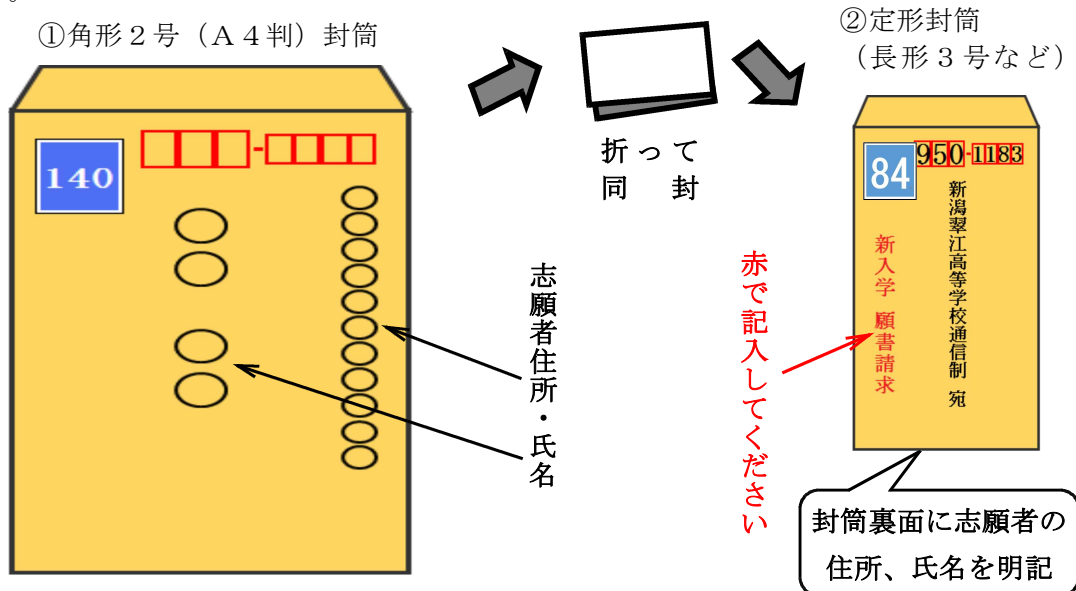 。
①角形２号（Ａ４判）封筒
140
志願者住所・氏名
折って
同　封
②定形封筒
（長形３号など）
84
950-1183
新潟翠江高等学校通信制 宛
新入学 願書請求
赤で記入してください
封筒裏面に志願者の
住所、氏名を明記